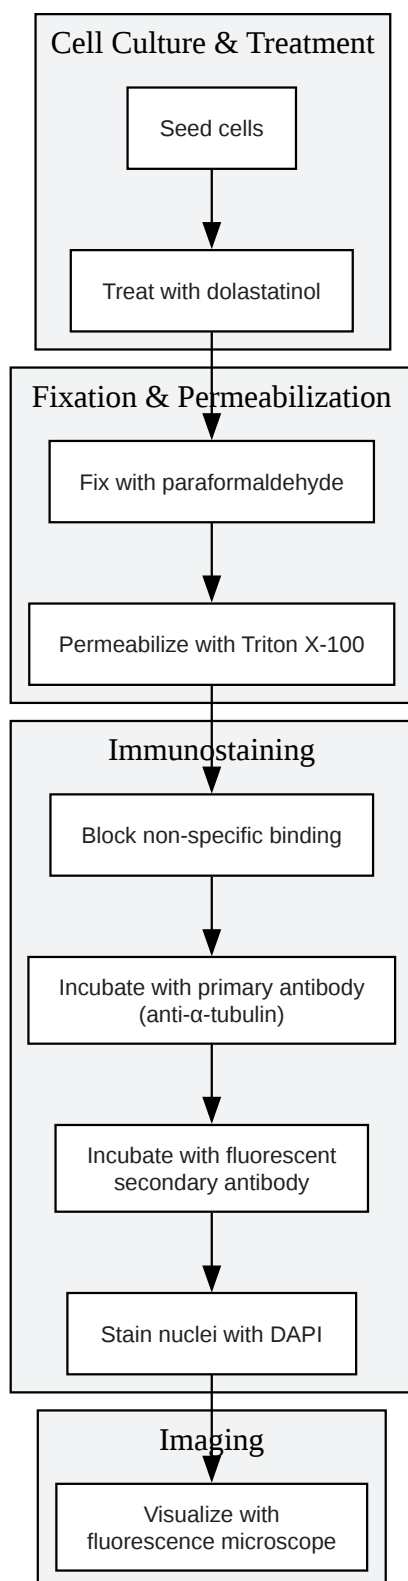 Cell Culture & Treatment
Seed cells
Treat with dolastatinol
Fixation & Permeabilization
Fix with paraformaldehyde
Permeabilize with Triton X-100
Immunostaining
Block non-specific binding
Incubate with primary antibody
(anti-α-tubulin)
Incubate with fluorescent
secondary antibody
Stain nuclei with DAPI
Imaging
Visualize with
fluorescence microscope